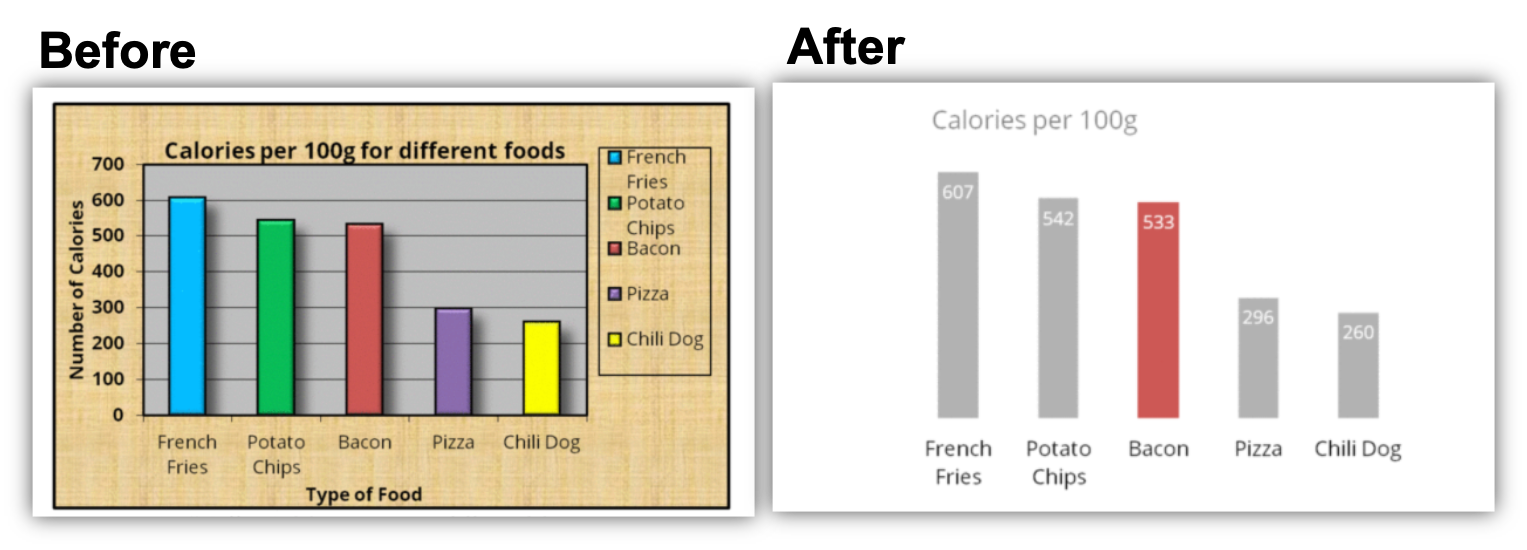 Before
Calories per 100g for different foods
700
600
500
400
300
200
100
0
Number of Calories
French
Fries
Potato
Chips
Bacon
Pizza
Chili Dog
Type of Food
French
Fries
Potato
Chips
Bacon
Pizza
Chili Dog
After
Calories per 100g
607
542
533
296
260
French
Fries
Potato
Chips
Bacon
Pizza
Chili Dog